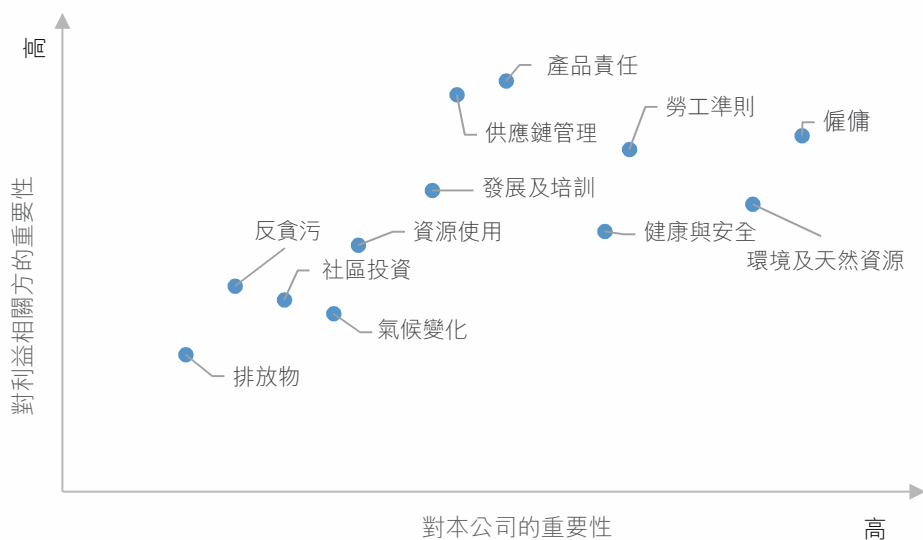 高
產品責任
勞工準則
僱傭
供應鏈管理
發展及培訓
反貪污
資源使用
健康與安全
環境及天然資源
社區投資
氣候變化
排放物
對利益相關方的重要性
對本公司的重要性
高